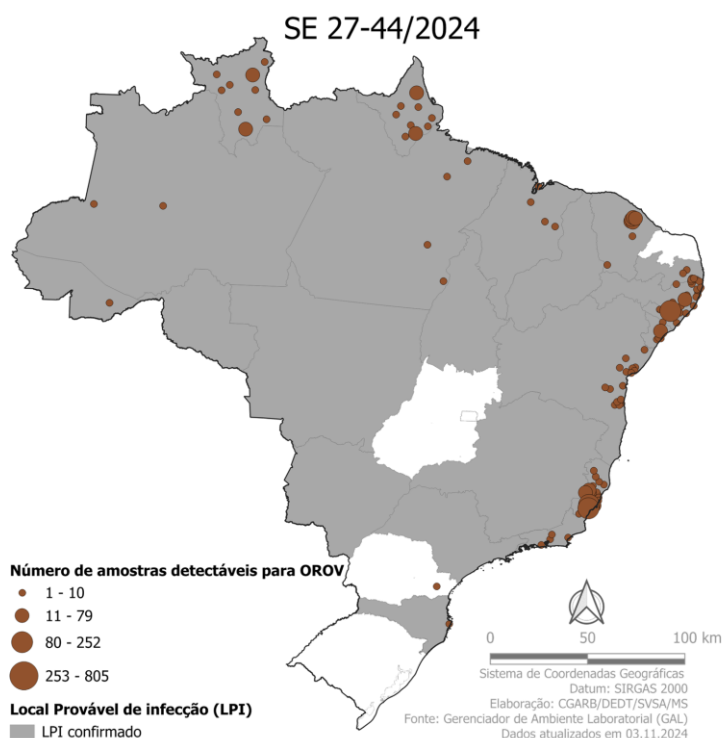 SE 27-44/2024
Número de amostras detectáveis para OROV
1 - 10
11 - 79
80 - 252
253 - 805
Local Provável de infecção (LPI)
LPI confirmado
0 50 100 km
Sistema de Coordenadas Geográficas
Datum: SIRGAS 2000
Elaboração: CGARB/DEDT/SVSA/MS
Fonte: Gerenciador de Ambiente Laboratorial (GAL)
Dados atualizados em 03.11.2024